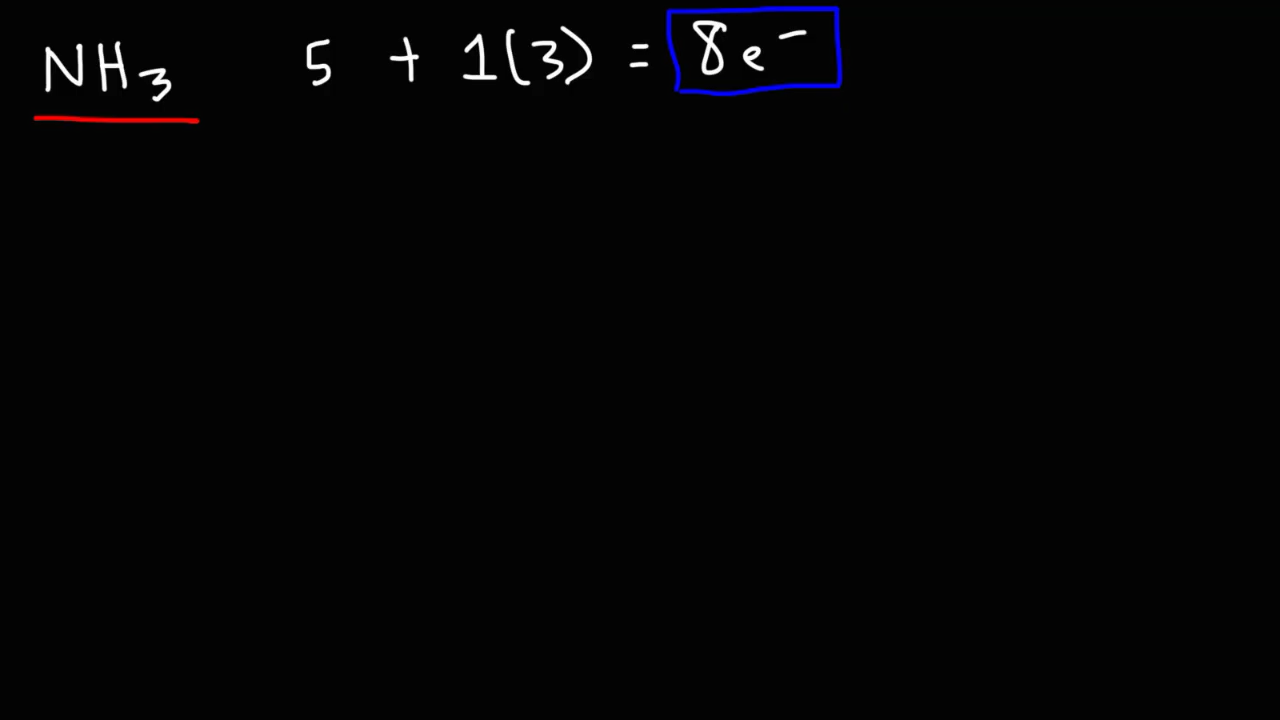 NH₃ 5 + 1(3) = 8e⁻